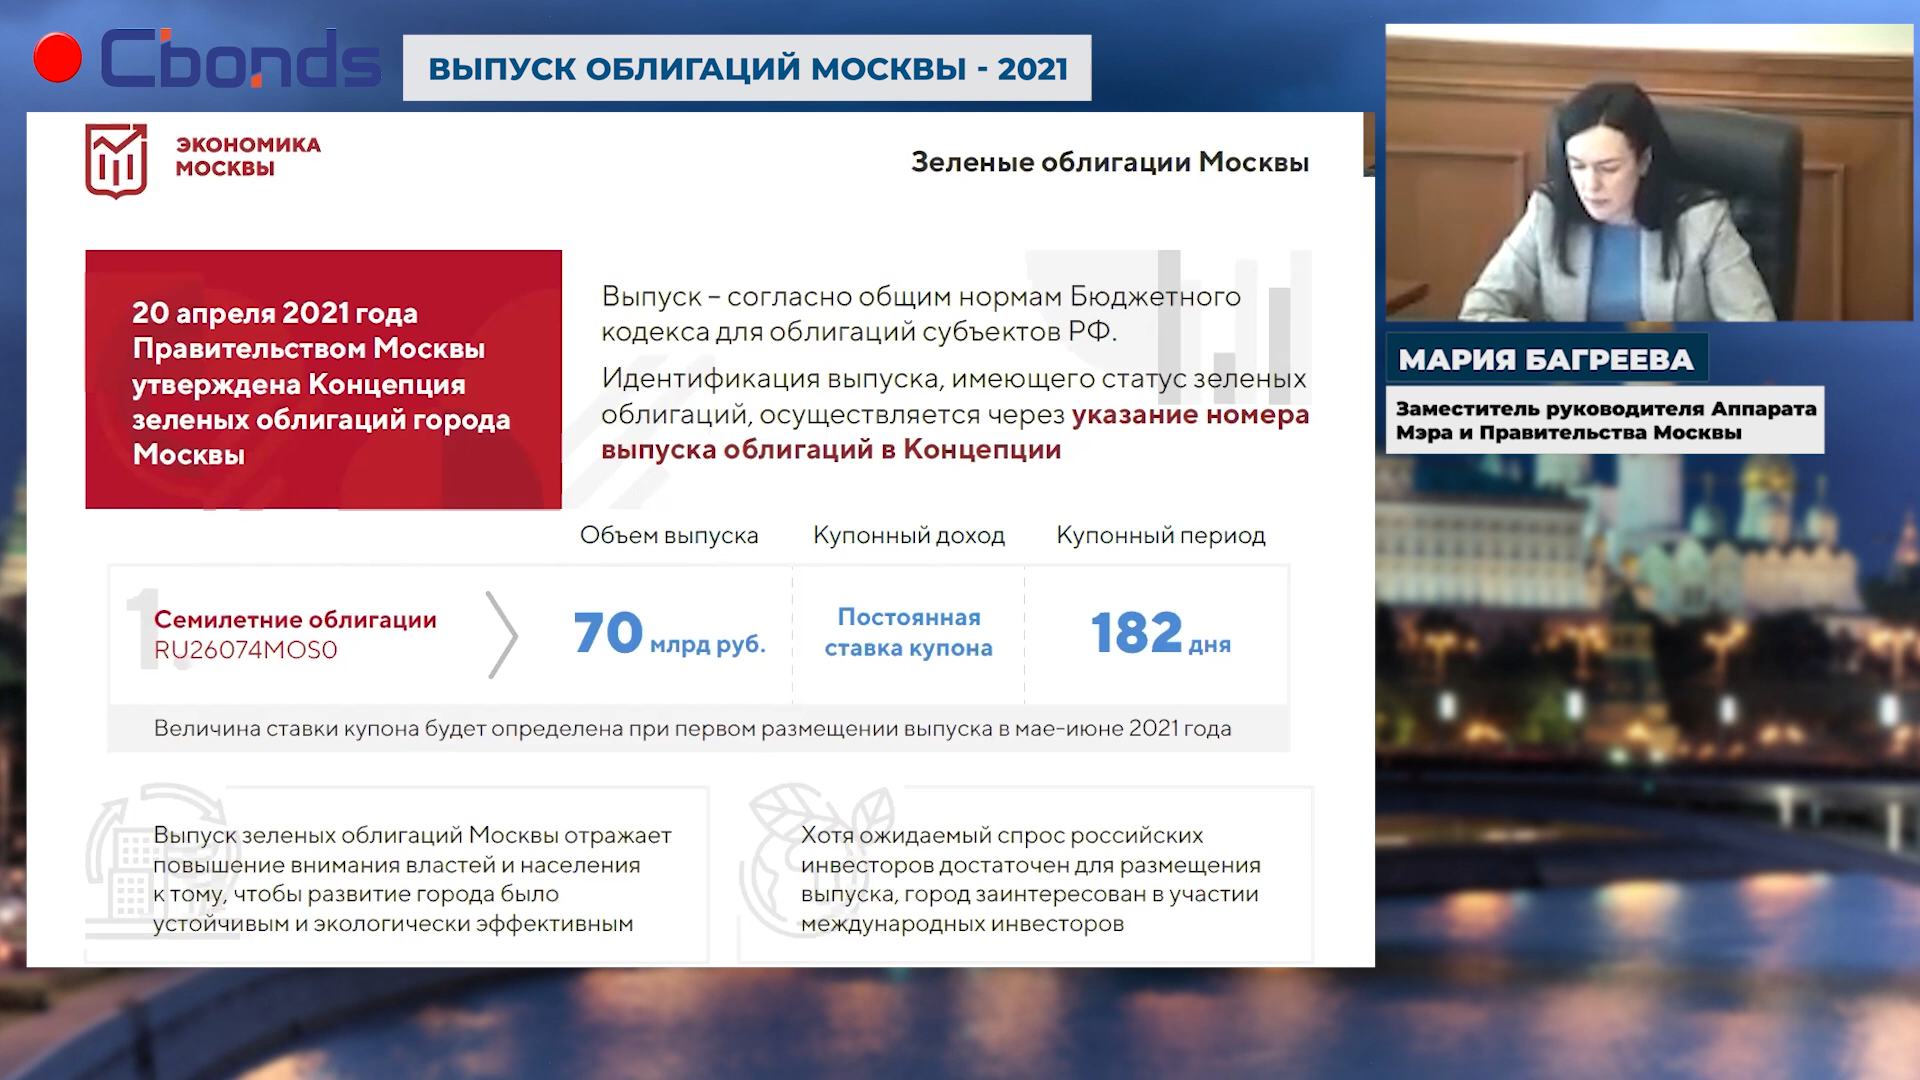 Cbonds
ВЫПУСК ОБЛИГАЦИЙ МОСКВЫ - 2021
ЭКОНОМИКА
МОСКВЫ
Зеленые облигации Москвы
20 апреля 2021 года
Правительством Москвы
утверждена Концепция
зеленых облигаций города
Москвы
Выпуск – согласно общим нормам Бюджетного
кодекса для облигаций субъектов РФ.
Идентификация выпуска, имеющего статус зеленых
облигаций, осуществляется через указание номера
выпуска облигаций в Концепции
Объем выпуска Купонный доход Купонный период
1.
Семилетние облигации
RU26074MOS0
70 млрд руб.
Постоянная
ставка купона
182 дня
Величина ставки купона будет определена при первом размещении выпуска в мае-июне 2021 года
Выпуск зеленых облигаций Москвы отражает
повышение внимания властей и населения
к тому, чтобы развитие города было
устойчивым и экологически эффективным
Хотя ожидаемый спрос российских
инвесторов достаточен для размещения
выпуска, город заинтересован в участии
международных инвесторов
МАРИЯ БАГРЕЕВА
Заместитель руководителя Аппарата
Мэра и Правительства Москвы